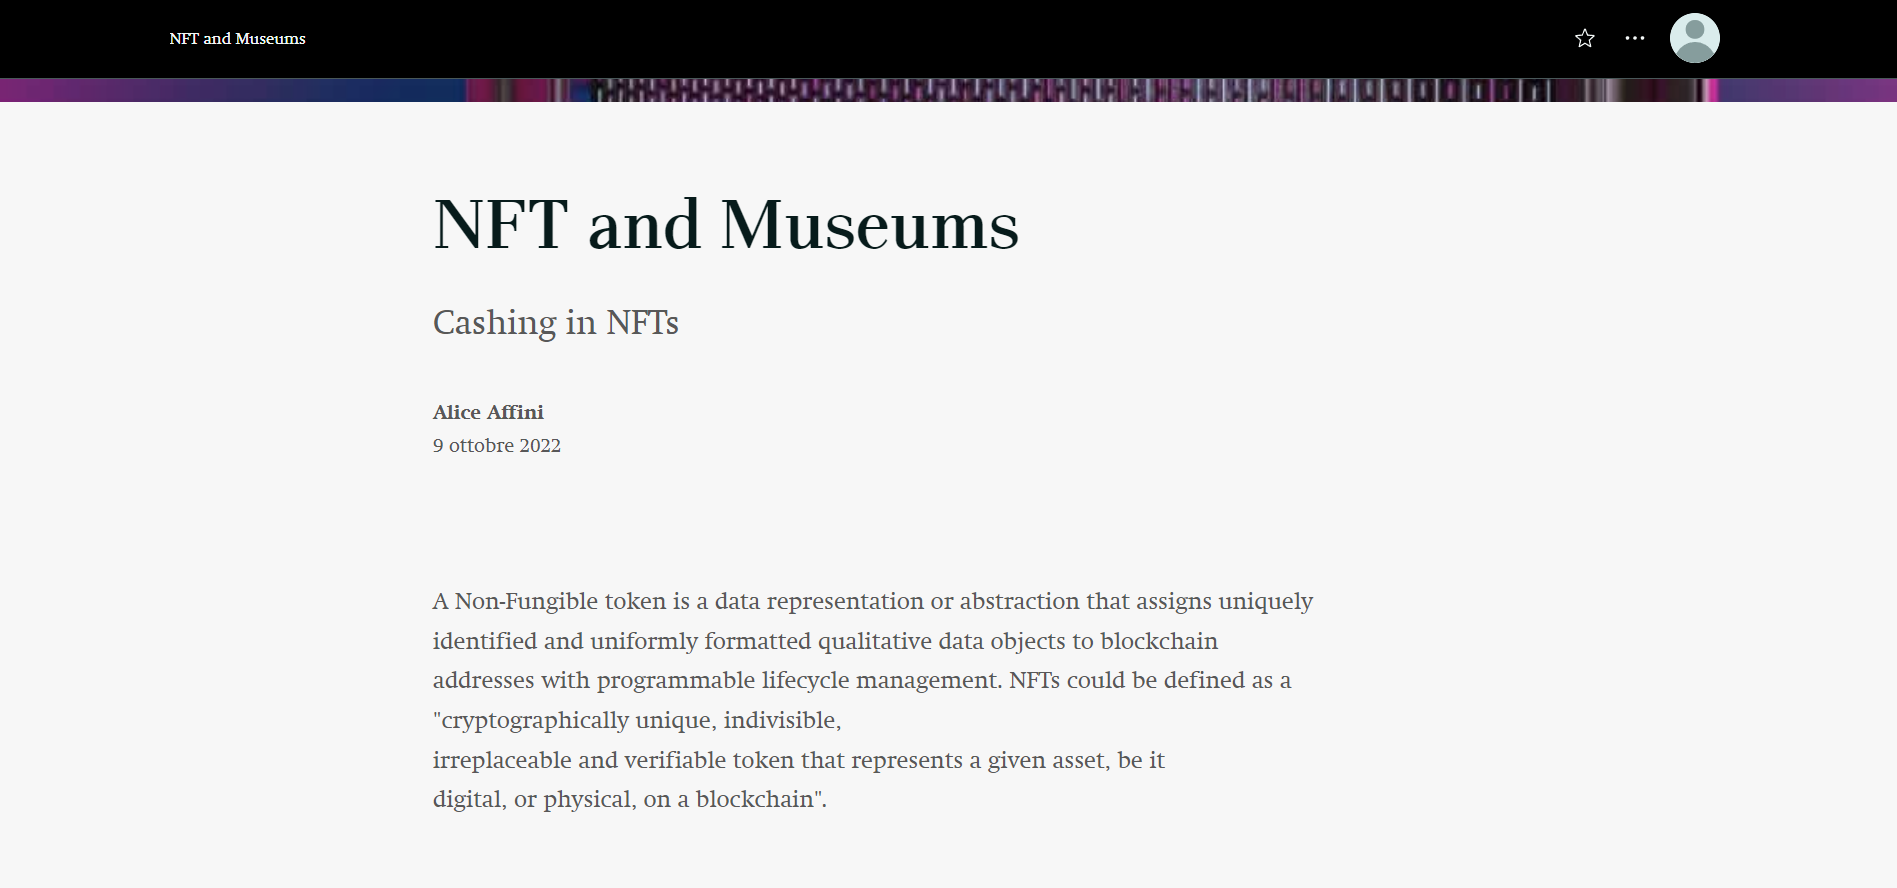 NFT and Museums
NFT and Museums
Cashing in NFTs
Alice Affini
9 ottobre 2022
A Non-Fungible token is a data representation or abstraction that assigns uniquely
identified and uniformly formatted qualitative data objects to blockchain
addresses with programmable lifecycle management. NFTs could be defined as a
"cryptographically unique, indivisible,
irreplaceable and verifiable token that represents a given asset, be it
digital, or physical, on a blockchain".